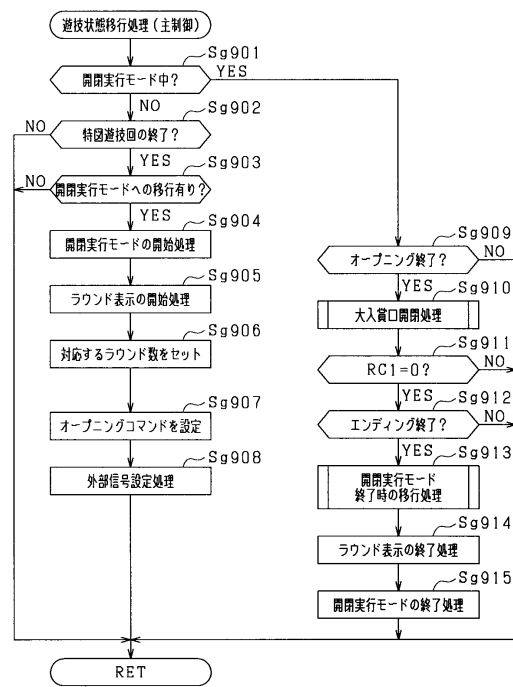 遊技状態移行処理(主制御)
Sg901
開閉実行モード中?
YES
NO
Sg902
特図遊技回の終了?
NO
YES
Sg903
開閉実行モードへの移行有り?
NO
YES
Sg904
開閉実行モードの開始処理
Sg905
ラウンド表示の開始処理
Sg906
対応するラウンド数をセット
Sg907
オープニングコマンドを設定
Sg908
外部信号設定処理
Sg909
オープニング終了?
NO
YES
Sg910
大入賞口開閉処理
Sg911
RC1=0?
NO
YES
Sg912
エンディング終了?
NO
YES
Sg913
開閉実行モード
終了時の移行処理
Sg914
ラウンド表示の終了処理
Sg915
開閉実行モードの終了処理
RET